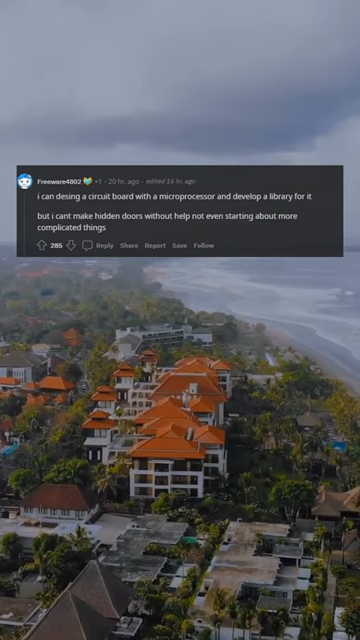 Freeware4802 +1 · 20 hr. ago · edited 16 hr. ago
i can desing a circuit board with a microprocessor and develop a library for it
but i cant make hidden doors without help not even starting about more
complicated things
285 Reply Share Report Save Follow